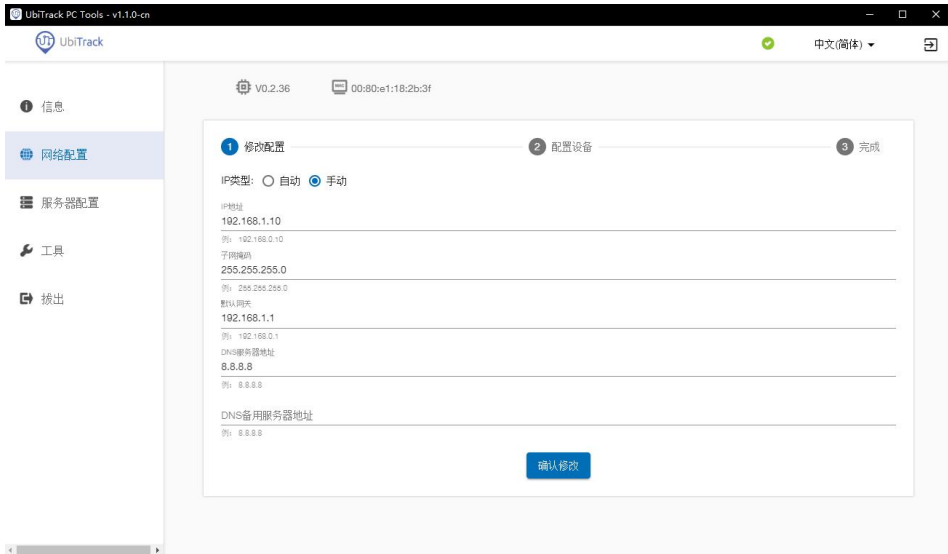 UbiTrack PC Tools - v1.1.0-cn
UbiTrack
中文(简体)
信息
网络配置
服务器配置
工具
拔出
V0.2.36
MAC
00:80:e1:18:2b:3f
1 修改配置
2 配置设备
3 完成
IP类型: 自动 手动
IP地址
192.168.1.10
例: 192.168.0.10
子网掩码
255.255.255.0
例: 255.255.255.0
默认网关
192.168.1.1
例: 192.168.0.1
DNS服务器地址
8.8.8.8
例: 8.8.8.8
DNS备用服务器地址
例: 8.8.8.8
确认修改